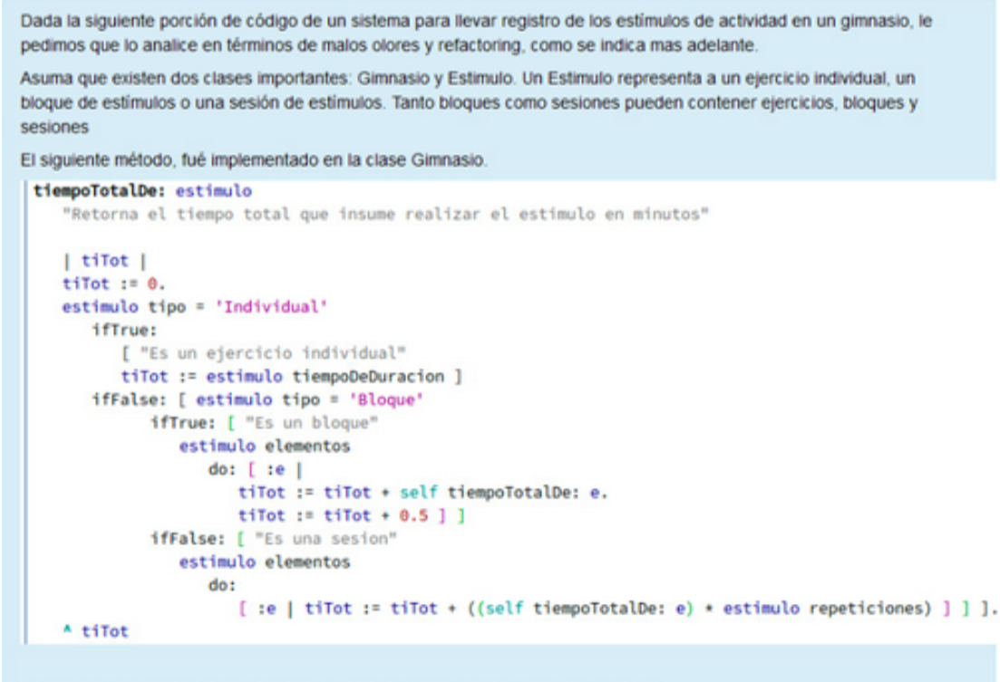 Dada la siguiente porción de código de un sistema para llevar registro de los estímulos de actividad en un gimnasio, le
pedimos que lo analice en términos de malos olores y refactoring, como se indica mas adelante.
Asuma que existen dos clases importantes: Gimnasio y Estimulo. Un Estimulo representa a un ejercicio individual, un
bloque de estímulos o una sesión de estímulos. Tanto bloques como sesiones pueden contener ejercicios, bloques y
sesiones
El siguiente método, fué implementado en la clase Gimnasio.
tiempoTotalDe: estimulo
"Retorna el tiempo total que insume realizar el estimulo en minutos"
| tiTot |
tiTot := 0.
estimulo tipo = 'Individual'
ifTrue:
[ "Es un ejercicio individual"
tiTot := estimulo tiempoDeDuracion ]
ifFalse: [ estimulo tipo = 'Bloque'
ifTrue: [ "Es un bloque"
estimulo elementos
do: [ :e |
tiTot := tiTot + self tiempoTotalDe: e.
tiTot := tiTot + 0.5 ] ]
ifFalse: [ "Es una sesion"
estimulo elementos
do:
[ :e | tiTot := tiTot + ((self tiempoTotalDe: e) * estimulo repeticiones) ] ] ].
^ tiTot